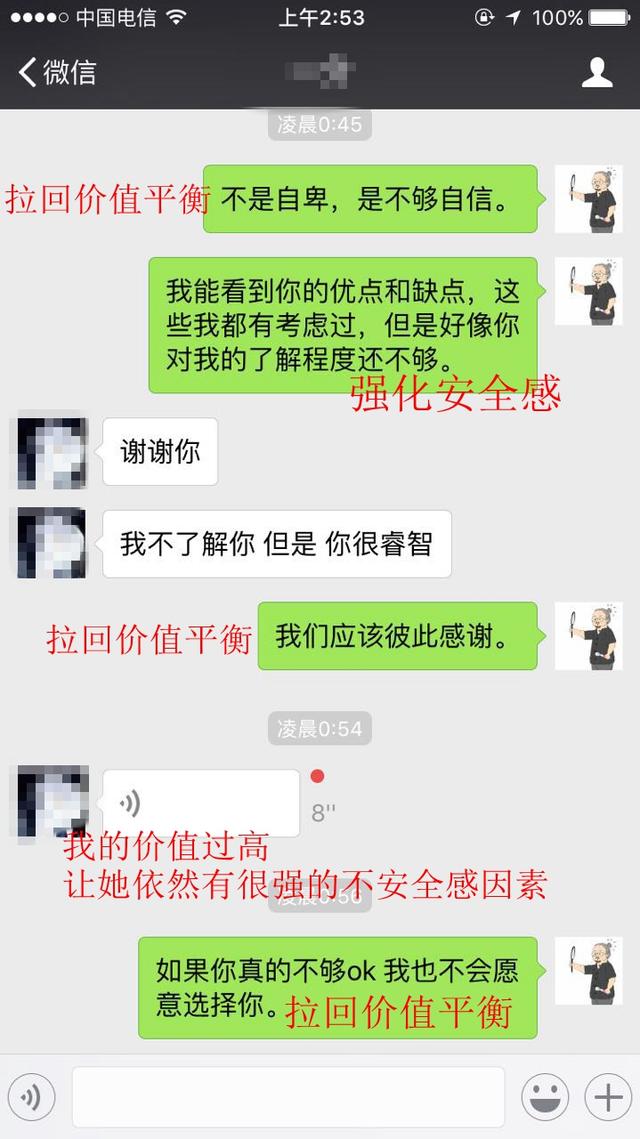 中国电信
上午2:53
100%
微信
凌晨0:45
拉回价值平衡
不是自卑，是不够自信。
我能看到你的优点和缺点，这
些我都有考虑过，但是好像你
对我的了解程度还不够。
强化安全感
谢谢你
我不了解你 但是 你很睿智
拉回价值平衡
我们应该彼此感谢。
凌晨0:54
8"
我的价值过高
让她依然有很强的不安全感因素
凌晨0:56
如果你真的不够ok 我也不会愿
意选择你。
拉回价值平衡